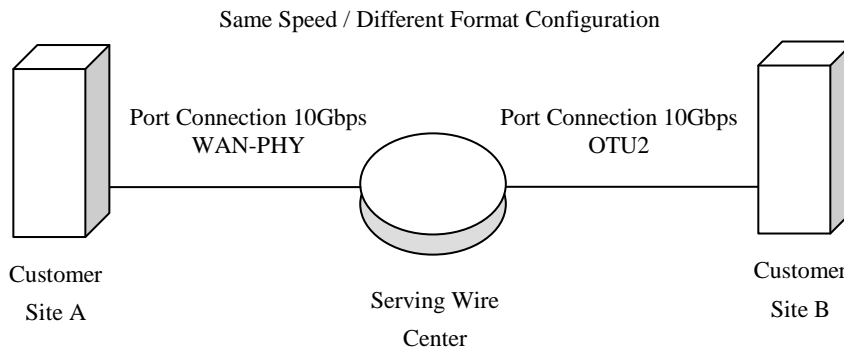 Same Speed / Different Format Configuration
Port Connection 10Gbps
WAN-PHY
Port Connection 10Gbps
OTU2
Customer
Site A
Serving Wire
Center
Customer
Site B